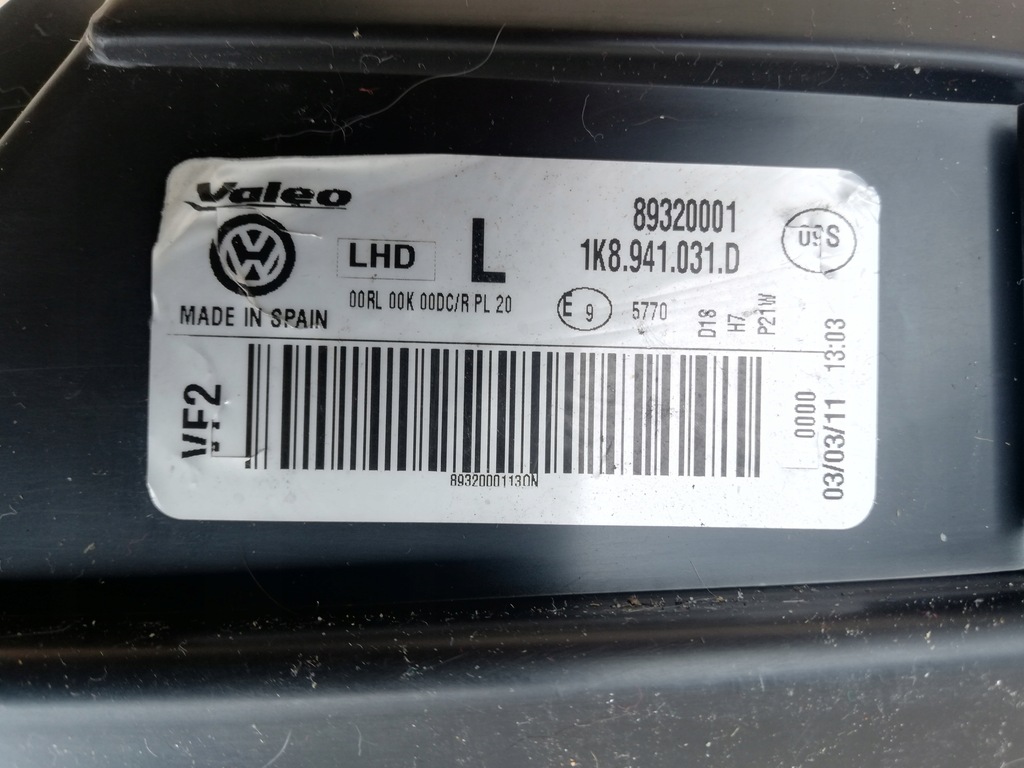 Valeo
LHD
L
89320001
1K8.941.031.D
U9S
00RL 00K 00DC/R PL 20
E 9
5770
D1S
H7
P21W
MADE IN SPAIN
VF2
0000
03/03/11 13:03